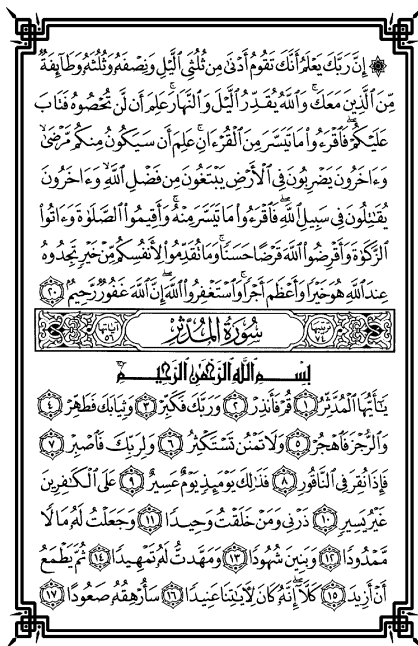 ۞ إِنَّ رَبَّكَ يَعْلَمُ أَنَّكَ تَقُومُ أَدْنَىٰ مِن ثُلُثَىِ ٱلَّيْلِ وَنِصْفَهُۥ وَثُلُثَهُۥ وَطَآئِفَةٌ
مِّنَ ٱلَّذِينَ مَعَكَ ۚ وَٱللَّهُ يُقَدِّرُ ٱلَّيْلَ وَٱلنَّهَارَ ۚ عَلِمَ أَن لَّن تُحْصُوهُ فَتَابَ
عَلَيْكُمْ ۖ فَٱقْرَءُوا۟ مَا تَيَسَّرَ مِنَ ٱلْقُرْءَانِ ۚ عَلِمَ أَن سَيَكُونُ مِنكُم مَّرْضَىٰ ۙ
وَءَاخَرُونَ يَضْرِبُونَ فِى ٱلْأَرْضِ يَبْتَغُونَ مِن فَضْلِ ٱللَّهِ ۙ وَءَاخَرُونَ
يُقَـٰتِلُونَ فِى سَبِيلِ ٱللَّهِ ۖ فَٱقْرَءُوا۟ مَا تَيَسَّرَ مِنْهُ ۚ وَأَقِيمُوا۟ ٱلصَّلَوٰةَ وَءَاتُوا۟
ٱلزَّكَوٰةَ وَأَقْرِضُوا۟ ٱللَّهَ قَرْضًا حَسَنًا ۚ وَمَا تُقَدِّمُوا۟ لِأَنفُسِكُم مِّنْ خَيْرٍ تَجِدُوهُ
عِندَ ٱللَّهِ هُوَ خَيْرًا وَأَعْظَمَ أَجْرًا ۚ وَٱسْتَغْفِرُوا۟ ٱللَّهَ ۖ إِنَّ ٱللَّهَ غَفُورٌ رَّحِيمٌۢ ٢٠
ترتيبها ٧٤ سُورَةُ المُدَّثِّرِ آياتها ٥٦
بِسْمِ ٱللَّهِ ٱلرَّحْمَـٰنِ ٱلرَّحِيمِ
يَـٰٓأَيُّهَا ٱلْمُدَّثِّرُ ١ قُمْ فَأَنذِرْ ٢ وَرَبَّكَ فَكَبِّرْ ٣ وَثِيَابَكَ فَطَهِّرْ ٤
وَٱلرُّجْزَ فَٱهْجُرْ ٥ وَلَا تَمْنُن تَسْتَكْثِرُ ٦ وَلِرَبِّكَ فَٱصْبِرْ ٧
فَإِذَا نُقِرَ فِى ٱلنَّاقُورِ ٨ فَذَٰلِكَ يَوْمَئِذٍ يَوْمٌ عَسِيرٌ ٩ عَلَى ٱلْكَـٰفِرِينَ
غَيْرُ يَسِيرٍ ١٠ ذَرْنِى وَمَنْ خَلَقْتُ وَحِيدًا ١١ وَجَعَلْتُ لَهُۥ مَالًا
مَّمْدُودًا ١٢ وَبَنِينَ شُهُودًا ١٣ وَمَهَّدتُّ لَهُۥ تَمْهِيدًا ١٤ ثُمَّ يَطْمَعُ
أَنْ أَزِيدَ ١٥ كَلَّآ ۖ إِنَّهُۥ كَانَ لِـَٔايَـٰتِنَا عَنِيدًا ١٦ سَأُرْهِقُهُۥ صَعُودًا ١٧